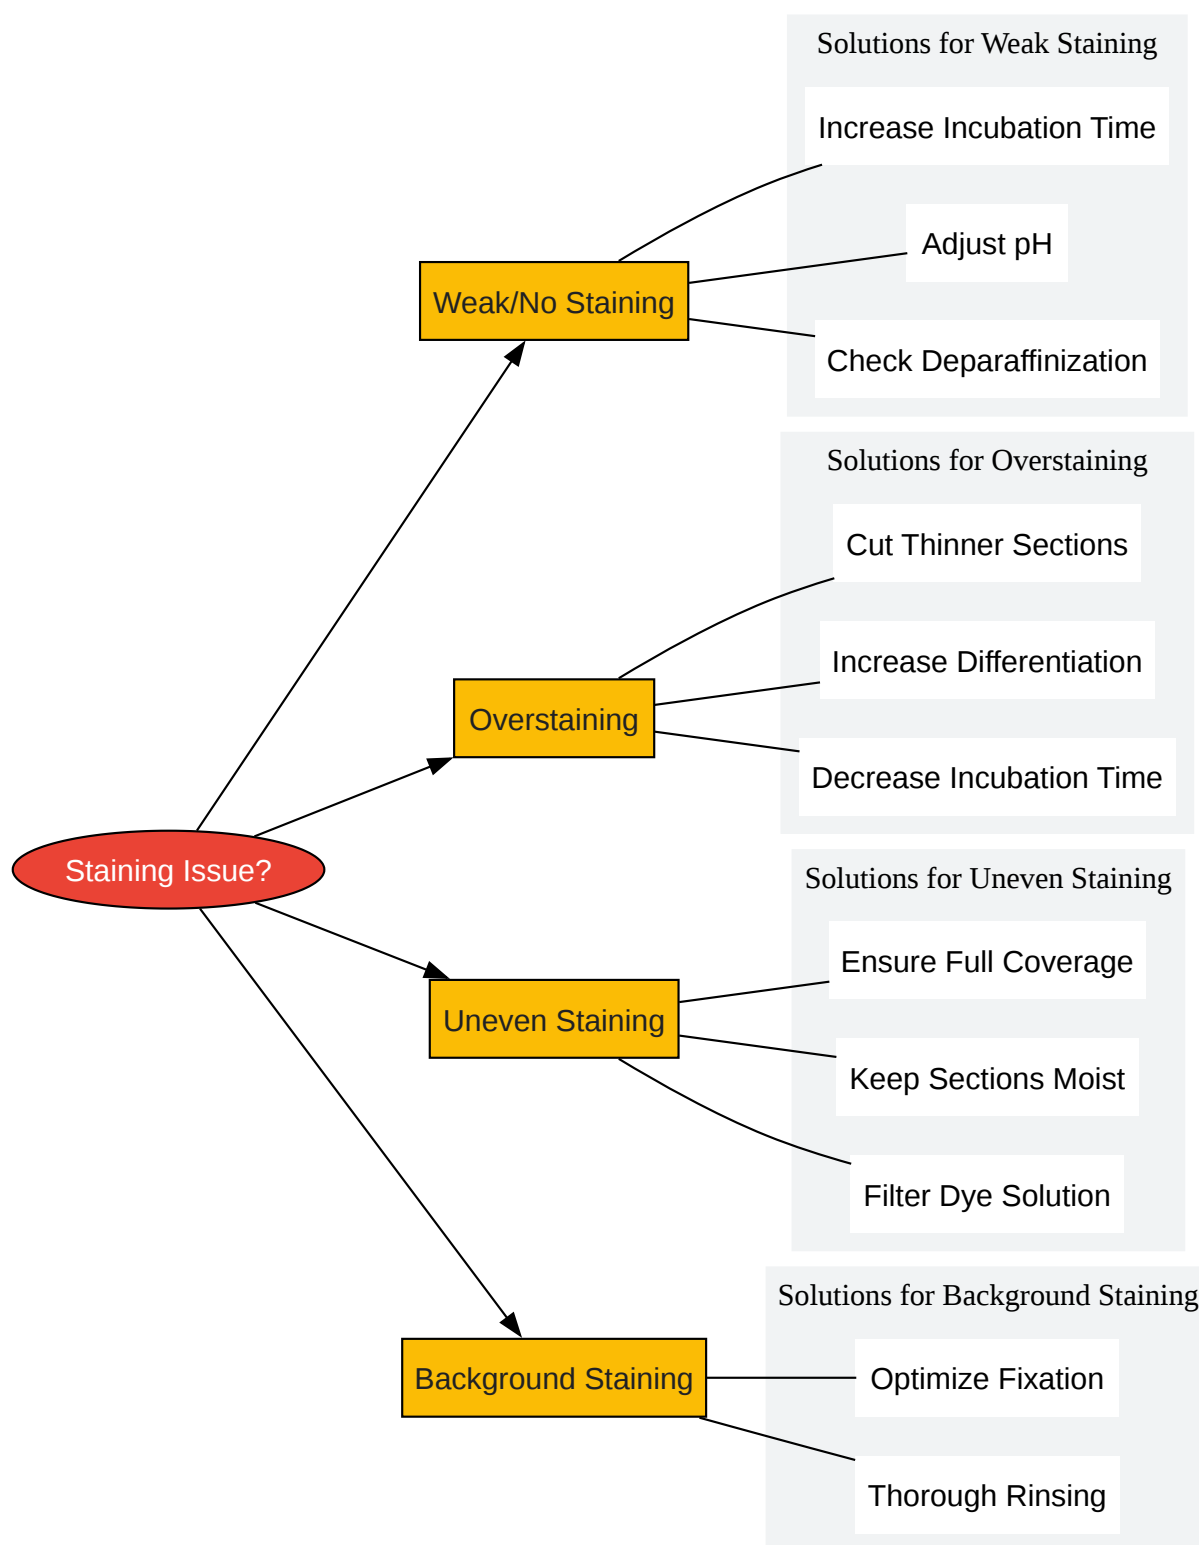 Staining Issue?
Weak/No Staining
Solutions for Weak Staining
Increase Incubation Time
Adjust pH
Check Deparaffinization
Overstaining
Solutions for Overstaining
Cut Thinner Sections
Increase Differentiation
Decrease Incubation Time
Uneven Staining
Solutions for Uneven Staining
Ensure Full Coverage
Keep Sections Moist
Filter Dye Solution
Background Staining
Solutions for Background Staining
Optimize Fixation
Thorough Rinsing